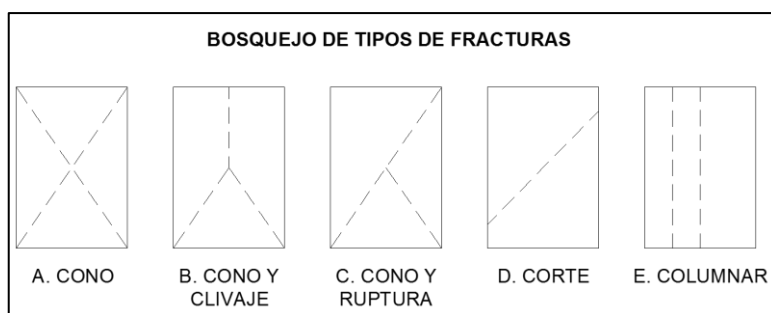 BOSQUEJO DE TIPOS DE FRACTURAS
A. CONO
B. CONO Y
CLIVAJE
C. CONO Y
RUPTURA
D. CORTE
E. COLUMNAR